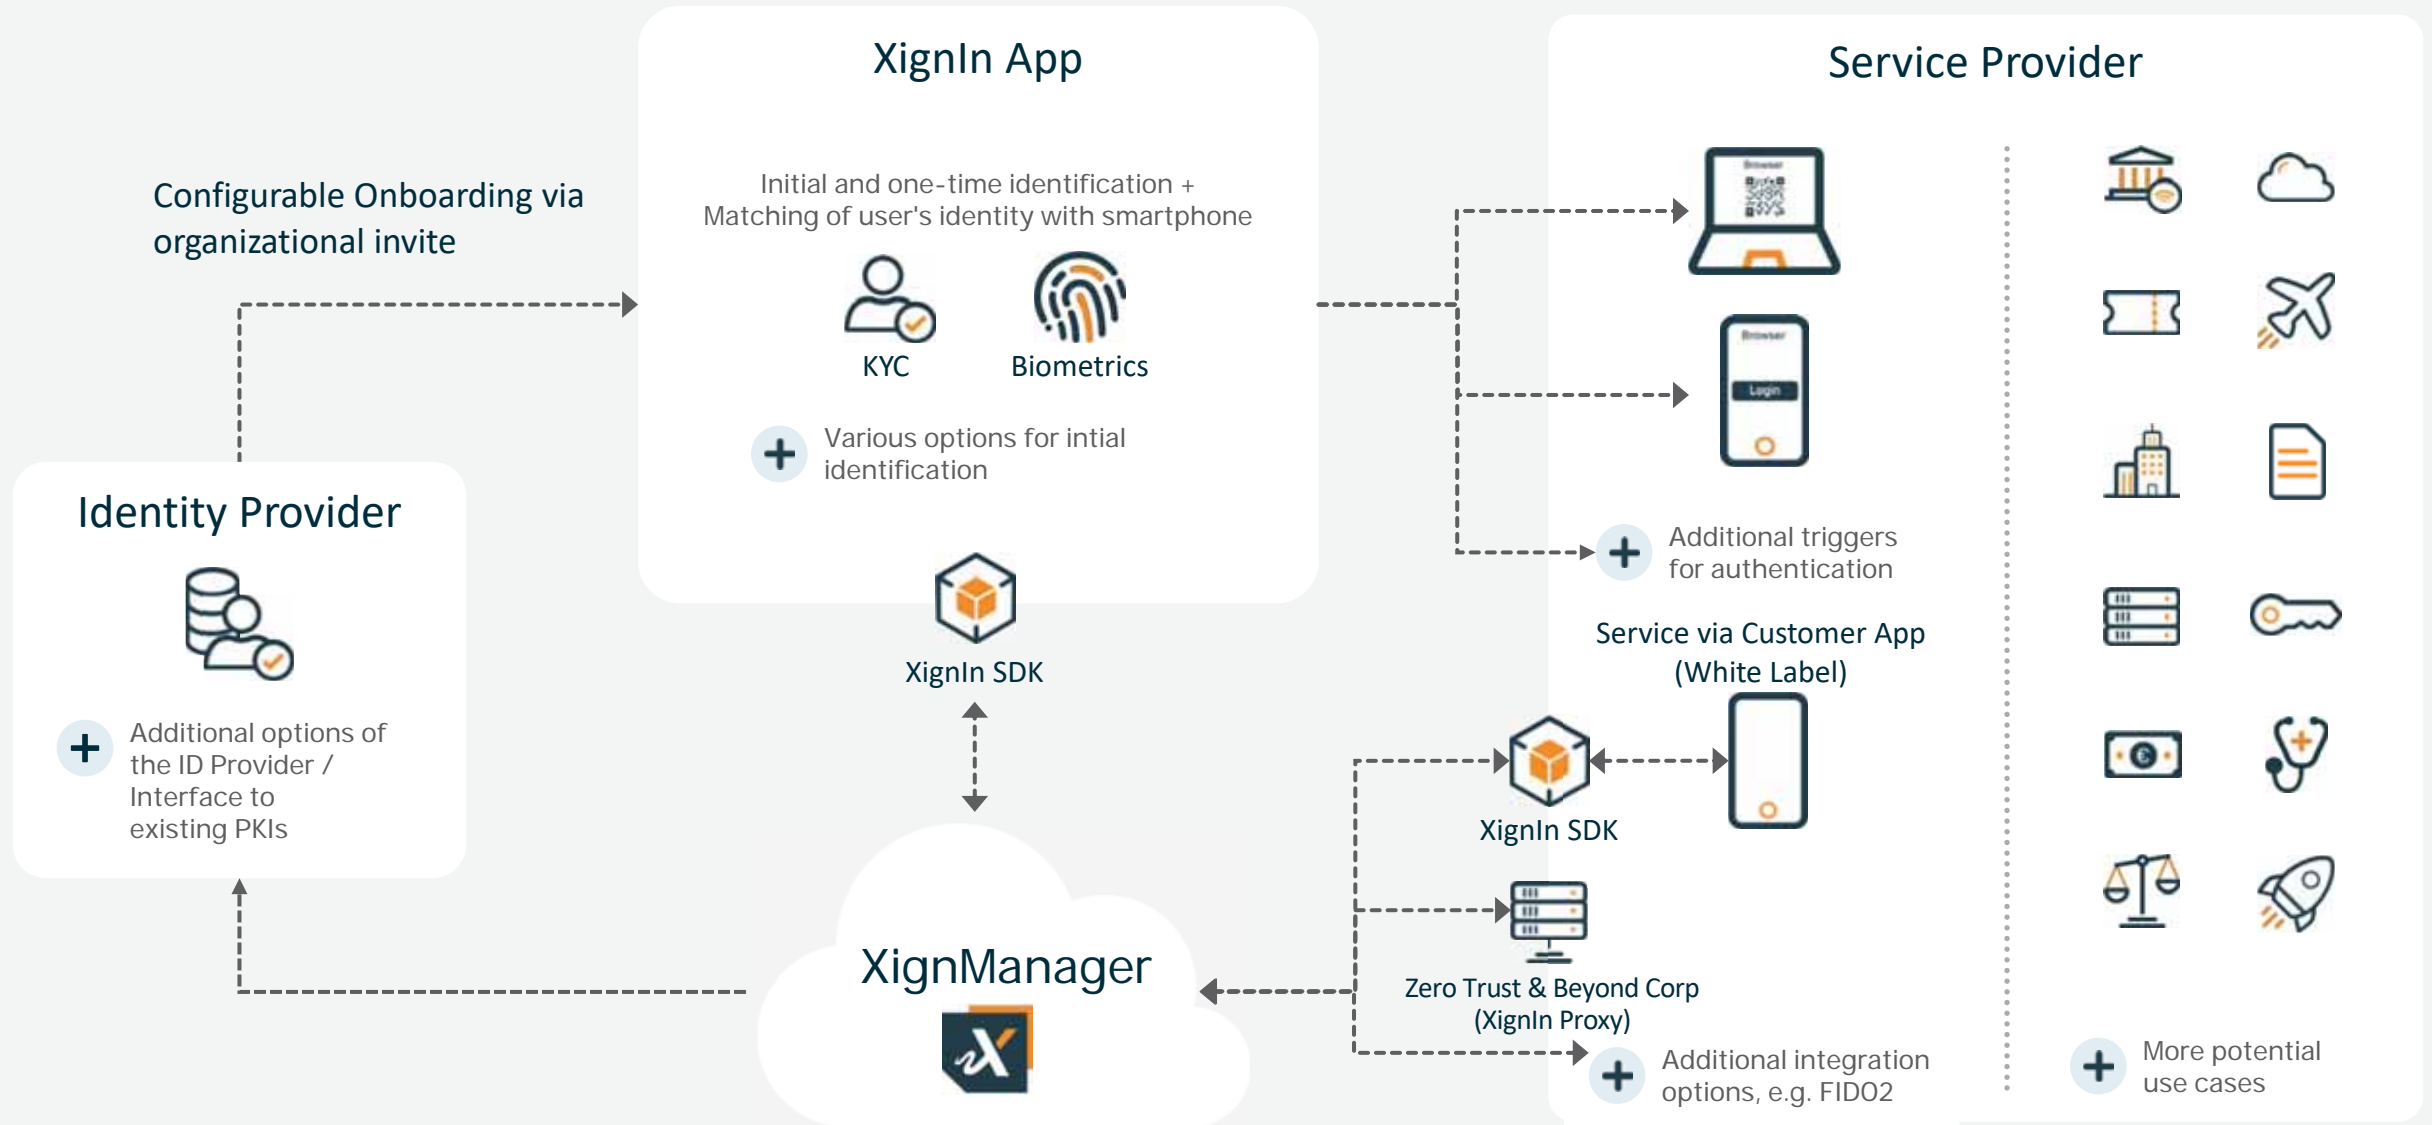 XignIn App
Service Provider
Configurable Onboarding via
organizational invite
Initial and one-time identification +
Matching of user's identity with smartphone
KYC
Biometrics
Various options for intial
identification
XignIn SDK
Identity Provider
Additional options of
the ID Provider /
Interface to
existing PKIs
XignManager
X
Browser
Browser
Login
Additional triggers
for authentication
Service via Customer App
(White Label)
XignIn SDK
Zero Trust & Beyond Corp
(XignIn Proxy)
Additional integration
options, e.g. FIDO2
More potential
use cases